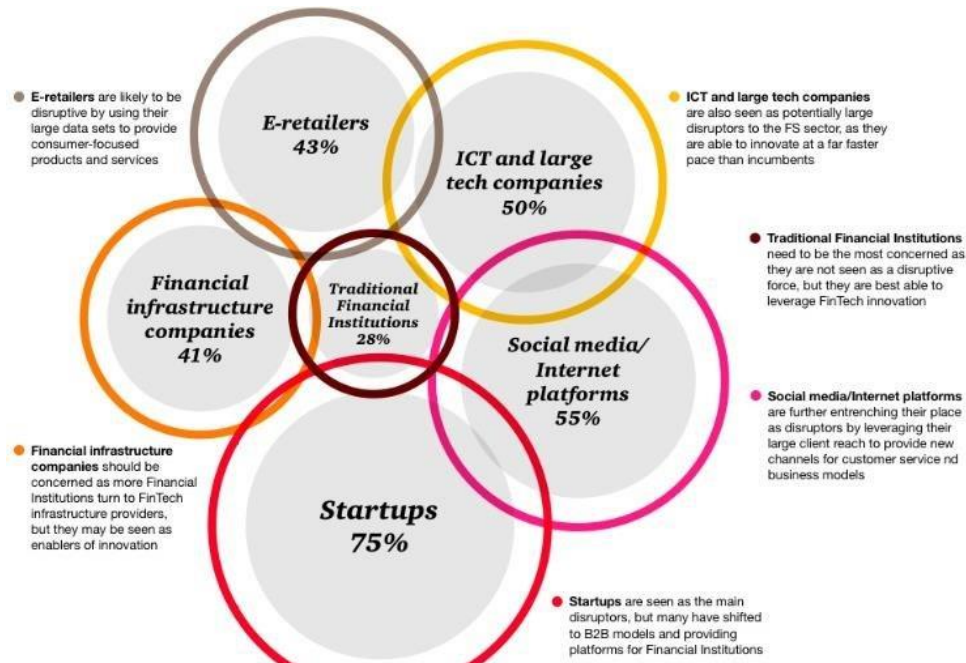 E-retailers are likely to be
disruptive by using their
large data sets to provide
consumer-focused
products and services
E-retailers
43%
ICT and large
tech companies
50%
ICT and large tech companies
are also seen as potentially large
disruptors to the FS sector, as they
are able to innovate at a far faster
pace than incumbents
Financial
infrastructure
companies
41%
Traditional
Financial
Institutions
28%
Traditional Financial Institutions
need to be the most concerned as
they are not seen as a disruptive
force, but they are best able to
leverage FinTech innovation
Social media/
Internet
platforms
55%
Social media/Internet platforms
are further entrenching their place
as disruptors by leveraging their
large client reach to provide new
channels for customer service nd
business models
Financial infrastructure
companies should be
concerned as more Financial
Institutions turn to FinTech
infrastructure providers,
but they may be seen as
enablers of innovation
Startups
75%
Startups are seen as the main
disruptors, but many have shifted
to B2B models and providing
platforms for Financial Institutions